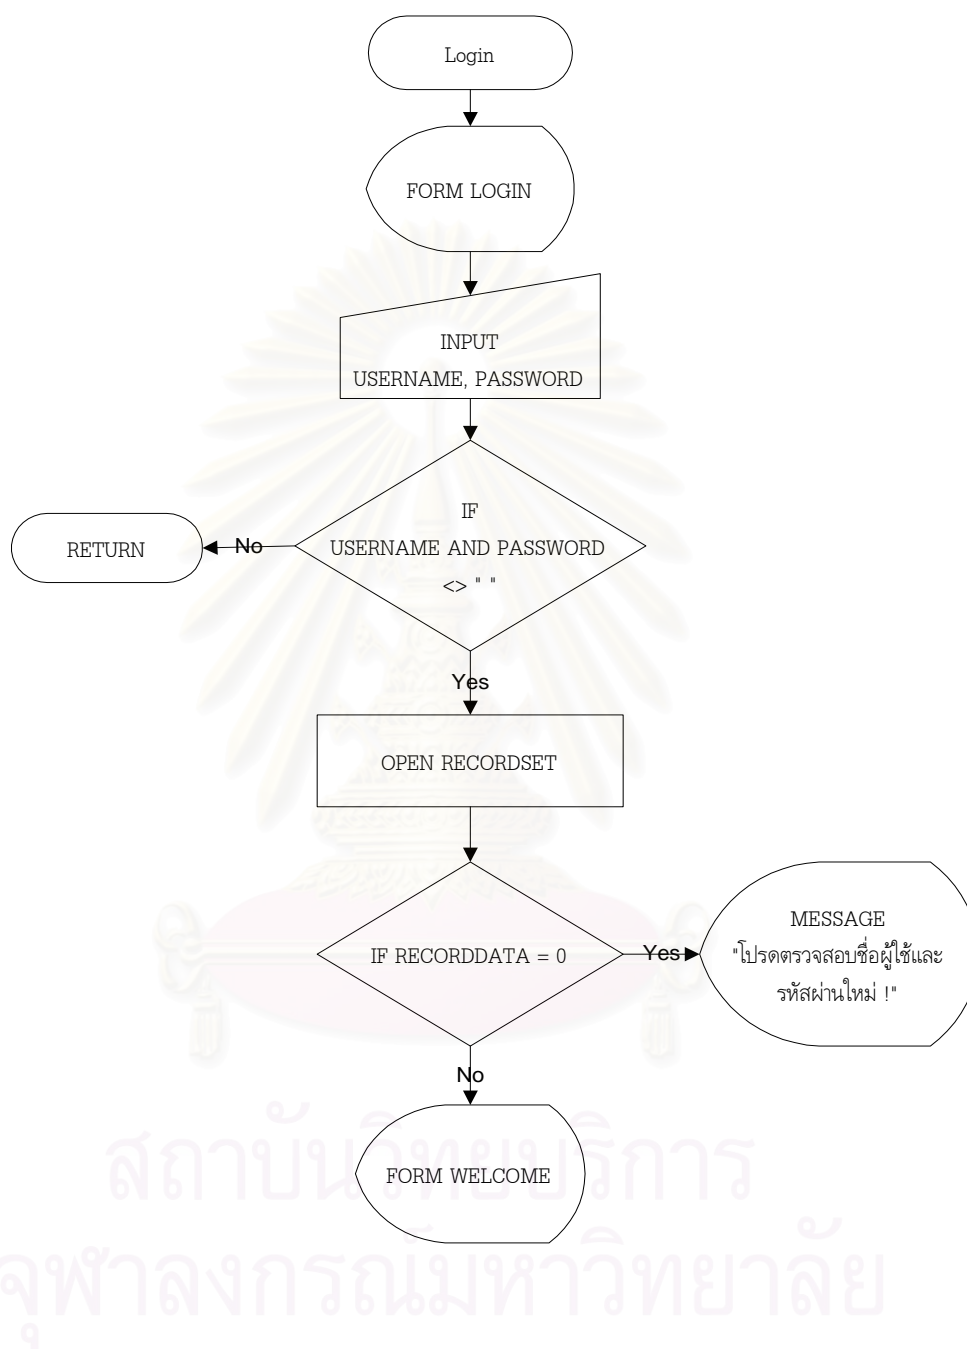 Login
FORM LOGIN
INPUT
USERNAME, PASSWORD
IF
USERNAME AND PASSWORD
<> " "
No
RETURN
Yes
OPEN RECORDSET
IF RECORDDATA = 0
Yes
MESSAGE
"โปรดตรวจสอบชื่อผู้ใช้และ
รหัสผ่านใหม่ !"
No
FORM WELCOME
สถาบันวิทยบริการ
จุฬาลงกรณ์มหาวิทยาลัย